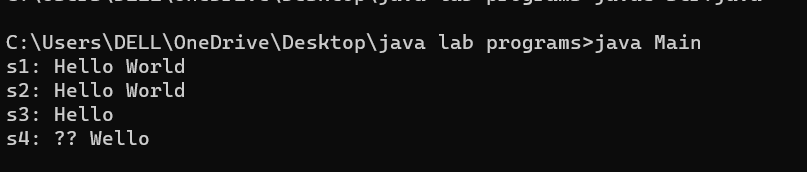 C:\Users\DELL\OneDrive\Desktop\java lab programs>java Main
s1: Hello World
s2: Hello World
s3: Hello
s4: ?? Wello